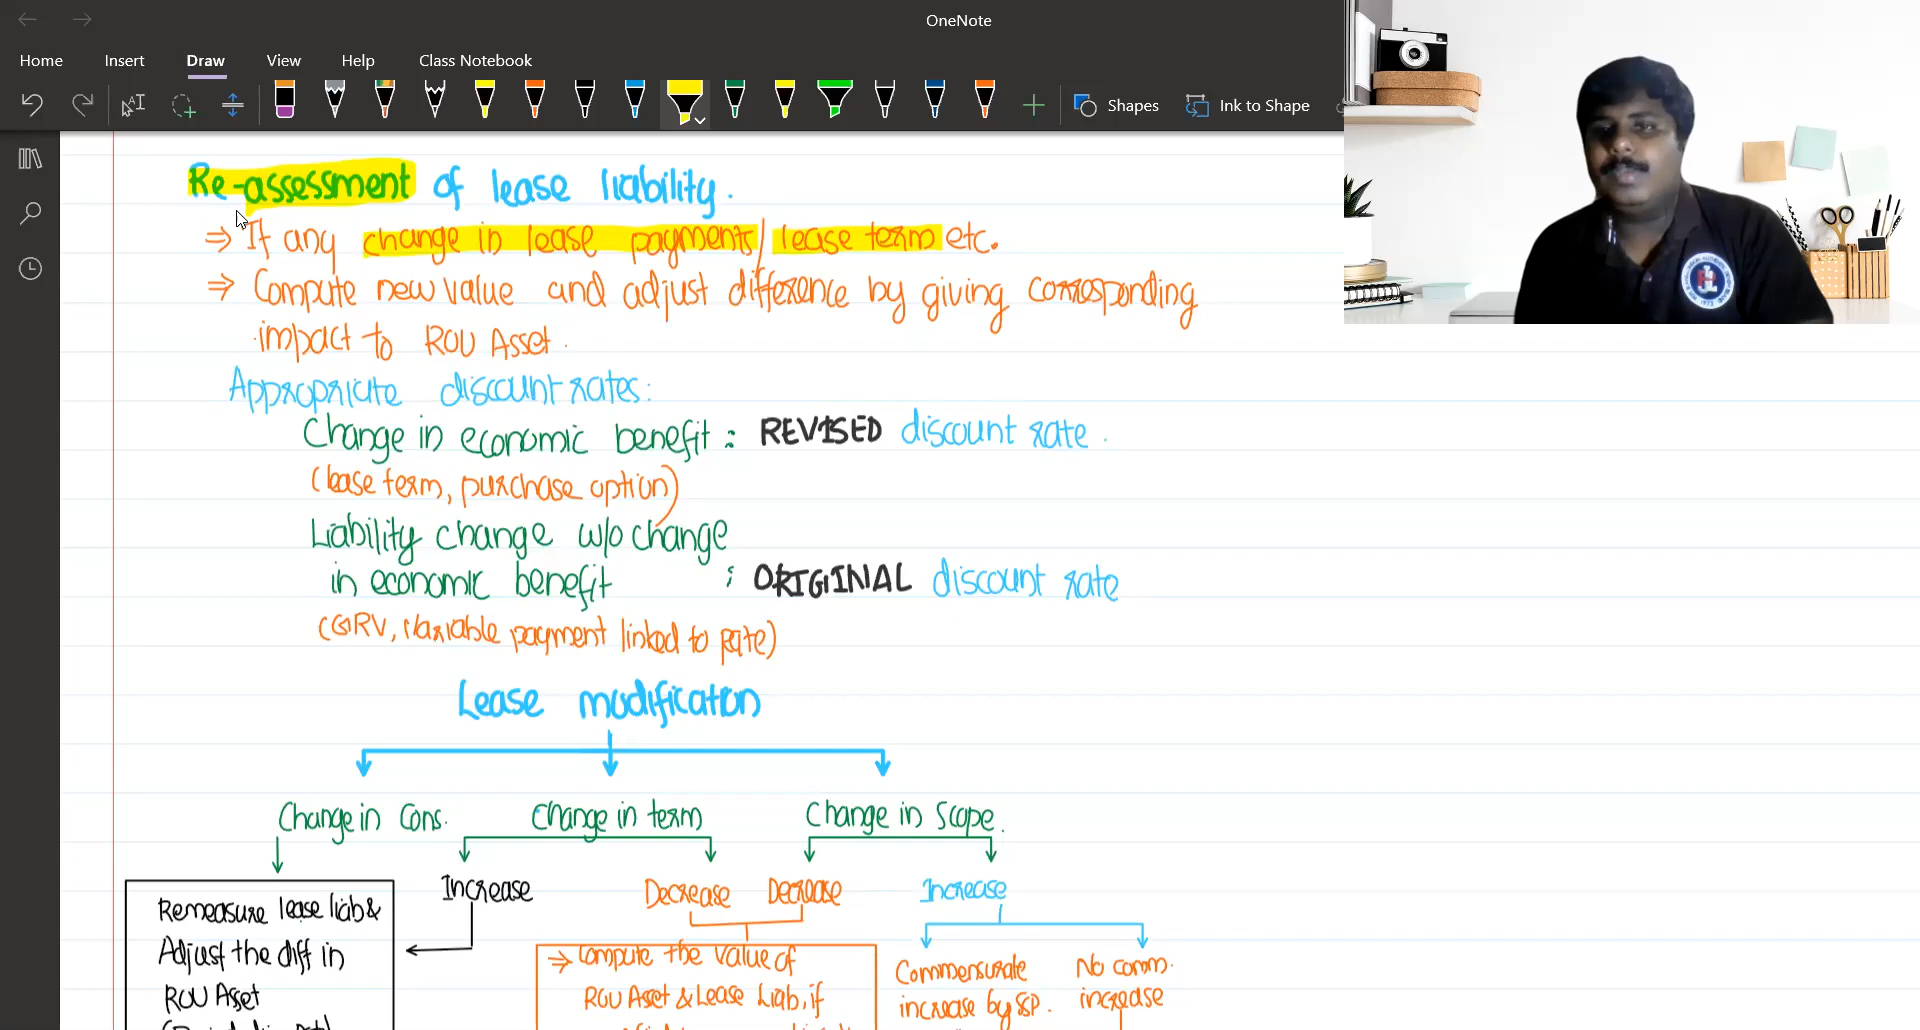 OneNote
Home Insert Draw View Help Class Notebook
Shapes Ink to Shape
Re-assessment of lease liability.
⇒ If any change in lease payments/ lease term etc.
⇒ Compute new value and adjust difference by giving corresponding
impact to ROU Asset.
Appropriate discount rates:
Change in economic benefit : REVISED discount rate.
(lease term, purchase option)
Liability change w/o change
in economic benefit : ORIGINAL discount rate
(GRV, Variable payment linked to rate)
Lease modification
Change in Cons. Change in term Change in Scope.
Increase Decrease Decrease Increase
Remeasure lease liab &
Adjust the diff in
ROU Asset
⇒ Compute the value of
ROU Asset & Lease Liab, if
Commensurate
increase by SSP.
No comm.
increase